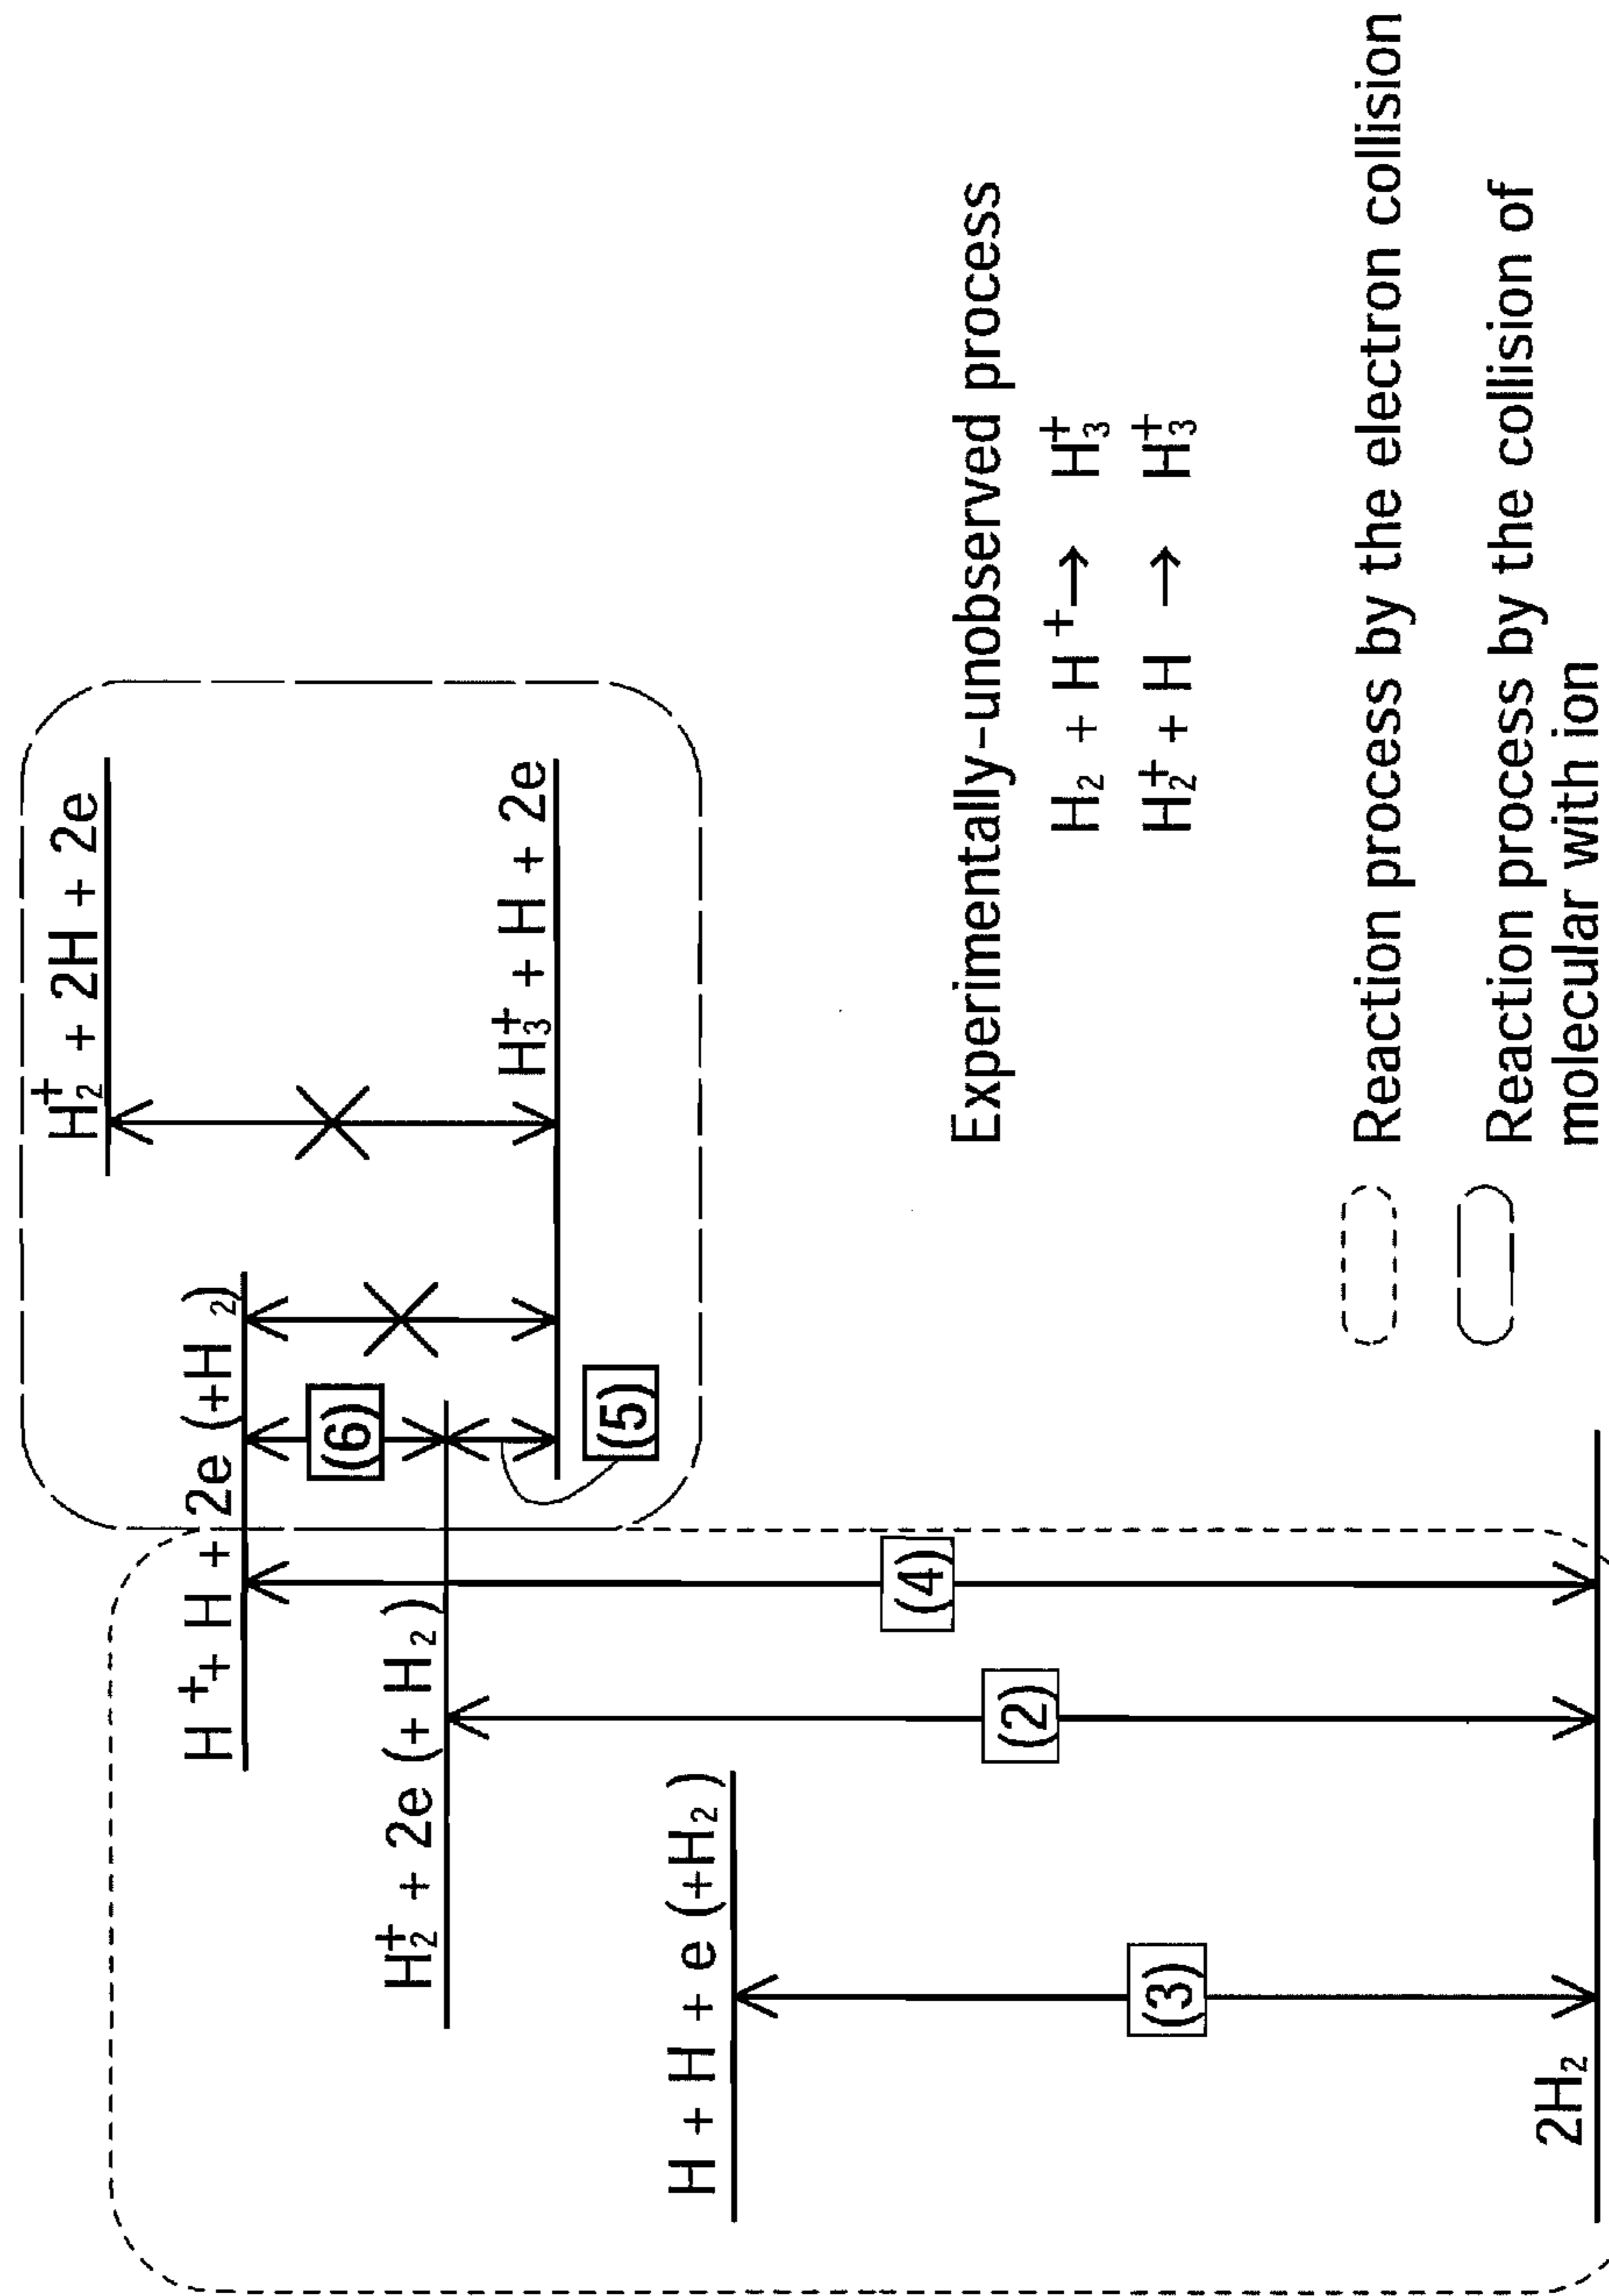 H₂⁺ + 2H + 2e
H⁺ + H + 2e (+H₂)
(6)
H₂⁺ + 2e (+ H₂)
H₃⁺ + H + 2e
(5)
H + H + e (+H₂)
(4)
(2)
(3)
2H₂
Experimentally-unobserved process
H₂ + H⁺ → H₃⁺
H₂⁺ + H → H₃⁺
Reaction process by the electron collision
Reaction process by the collision of
molecular with ion